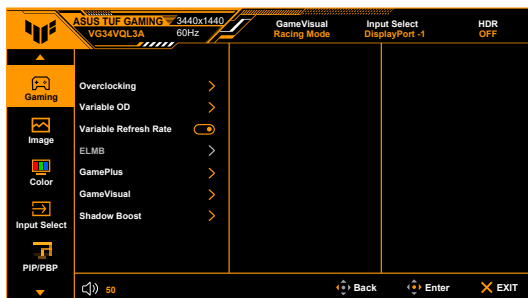 ASUS TUF GAMING
VG34VQL3A
3440x1440
60Hz
GameVisual
Racing Mode
Input Select
DisplayPort -1
HDR
OFF
Gaming
Image
Color
Input Select
PIP/PBP
Overclocking
Variable OD
Variable Refresh Rate
ELMB
GamePlus
GameVisual
Shadow Boost
50
Back
Enter
EXIT